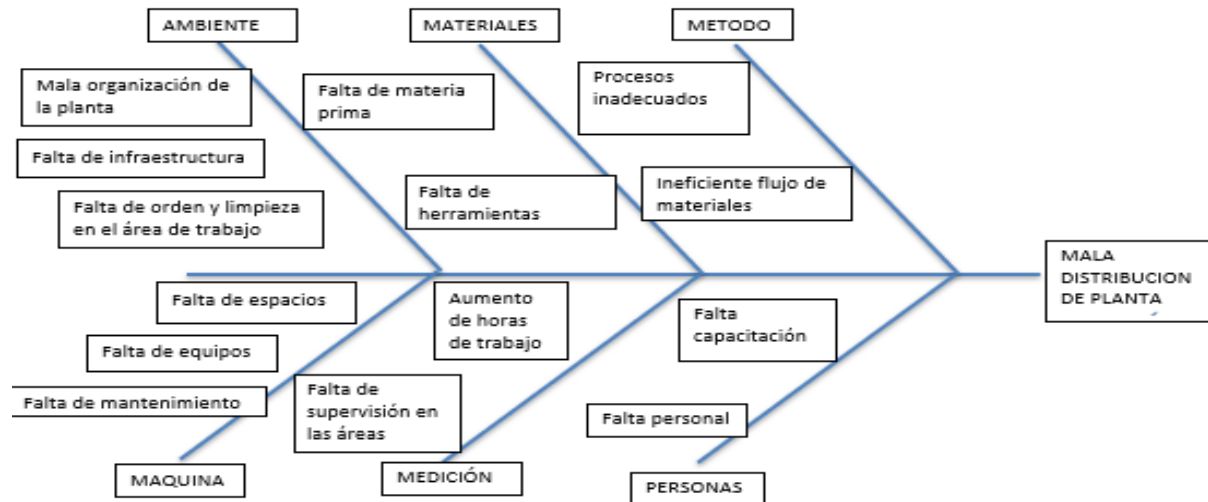 AMBIENTE
MATERIALES
METODO
Mala organización de
la planta
Falta de materia
prima
Procesos
inadecuados
Falta de infraestructura
Falta de orden y limpieza
en el área de trabajo
Falta de
herramientas
Ineficiente flujo de
materiales
MALA
DISTRIBUCION
DE PLANTA
Falta de espacios
Aumento
de horas
de trabajo
Falta
capacitación
Falta de equipos
Falta de mantenimiento
Falta de
supervisión en
las áreas
Falta personal
MAQUINA
MEDICIÓN
PERSONAS